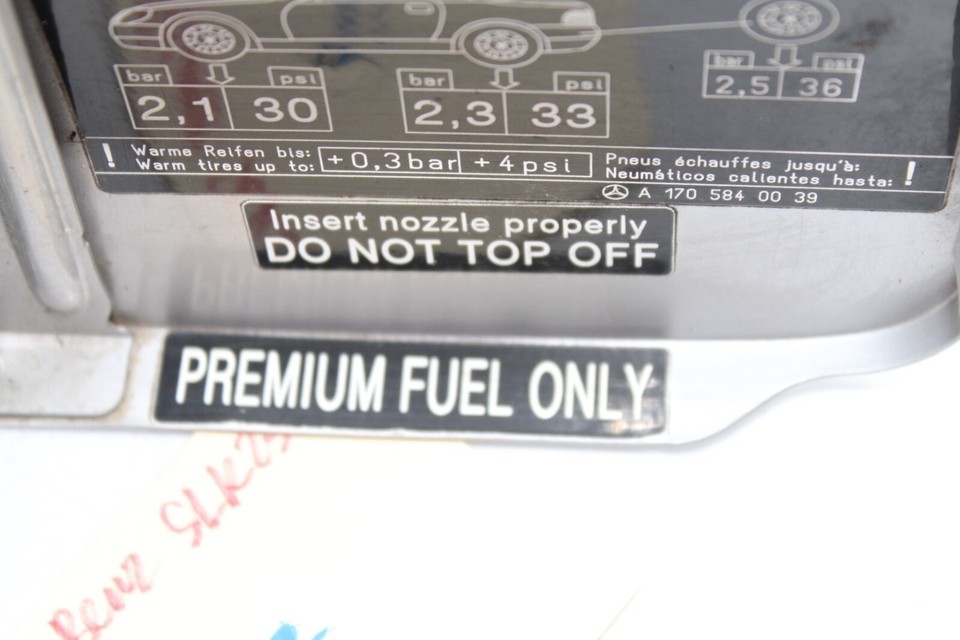 bar psi bar psi bar psi
2,1 30 2,3 33 2,5 36
! Warme Reifen bis: +0,3bar +4psi Pneus échauffes jusqu'à: !
Warm tires up to: Neumáticos calientes hasta:
A 170 584 00 39
Insert nozzle properly
DO NOT TOP OFF
PREMIUM FUEL ONLY
Benz SLK23